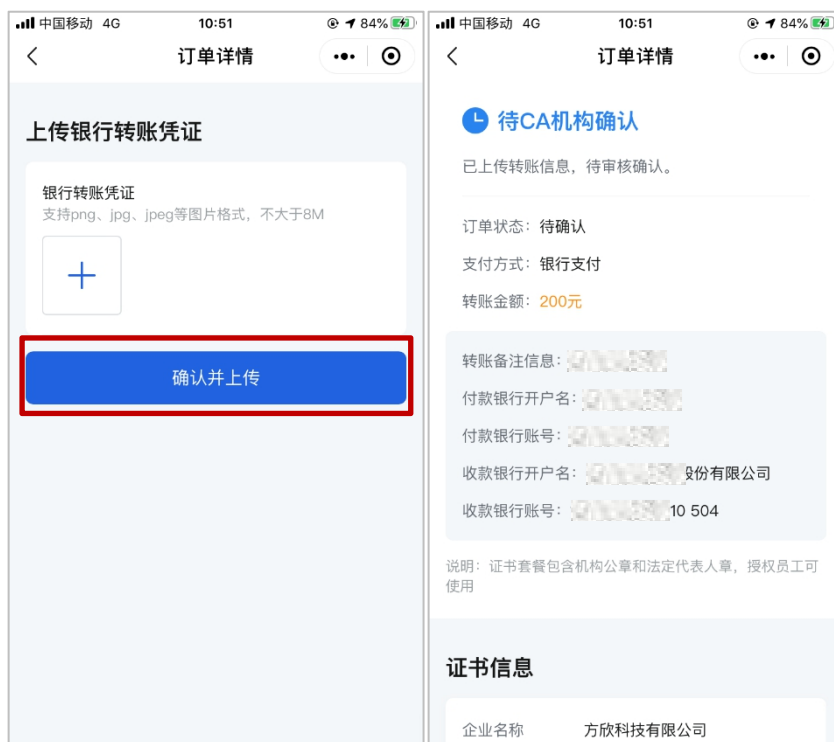 中国移动 4G 10:51 84%
订单详情
上传银行转账凭证
银行转账凭证
支持png、jpg、jpeg等图片格式，不大于8M
确认并上传
中国移动 4G 10:51 84%
订单详情
待CA机构确认
已上传转账信息，待审核确认。
订单状态：待确认
支付方式：银行支付
转账金额：200元
转账备注信息：
付款银行开户名：
付款银行账号：
收款银行开户名：股份有限公司
收款银行账号：10 504
说明：证书套餐包含机构公章和法定代表人章，授权员工可
使用
证书信息
企业名称 方欣科技有限公司